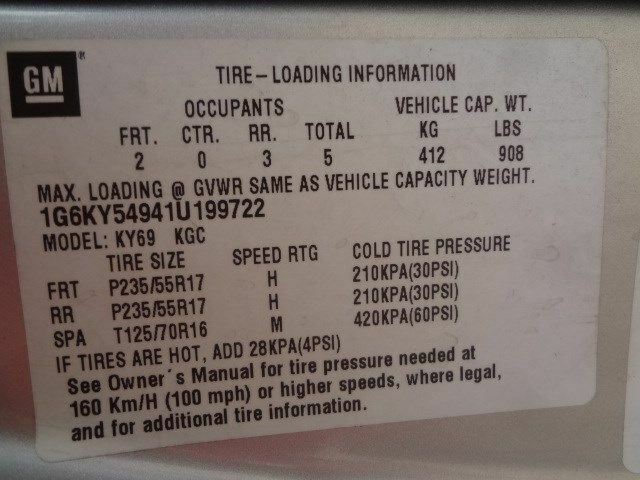 GM®
TIRE-LOADING INFORMATION
OCCUPANTS VEHICLE CAP. WT.
FRT. CTR. RR. TOTAL KG LBS
2 0 3 5 412 908
MAX. LOADING @ GVWR SAME AS VEHICLE CAPACITY WEIGHT.
1G6KY54941U199722
MODEL: KY69 KGC
TIRE SIZE SPEED RTG COLD TIRE PRESSURE
FRT P235/55R17 H 210KPA(30PSI)
RR P235/55R17 H 210KPA(30PSI)
SPA T125/70R16 M 420KPA(60PSI)
IF TIRES ARE HOT, ADD 28KPA(4PSI)
See Owner´s Manual for tire pressure needed at
160 Km/H (100 mph) or higher speeds, where legal,
and for additional tire information.